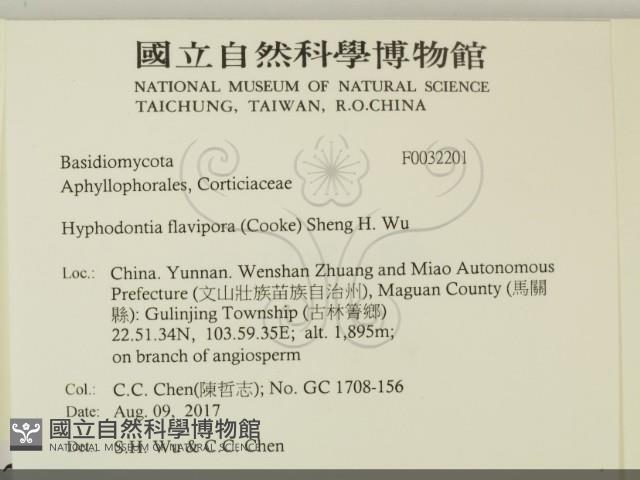 國立自然科學博物館
NATIONAL MUSEUM OF NATURAL SCIENCE
TAICHUNG, TAIWAN, R.O.CHINA
Basidiomycota F0032201
Aphyllophorales, Corticiaceae
Hyphodontia flavipora (Cooke) Sheng H. Wu
Loc.: China. Yunnan. Wenshan Zhuang and Miao Autonomous
Prefecture (文山壯族苗族自治州), Maguan County (馬關
縣): Gulinjing Township (古林箐鄉)
22.51.34N, 103.59.35E; alt. 1,895m;
on branch of angiosperm
Col.: C.C. Chen(陳哲志); No. GC 1708-156
Date: Aug. 09, 2017
國立自然科學博物館
NATIONAL MUSEUM OF NATURAL SCIENCE
S.H. Wu & C.C. Chen